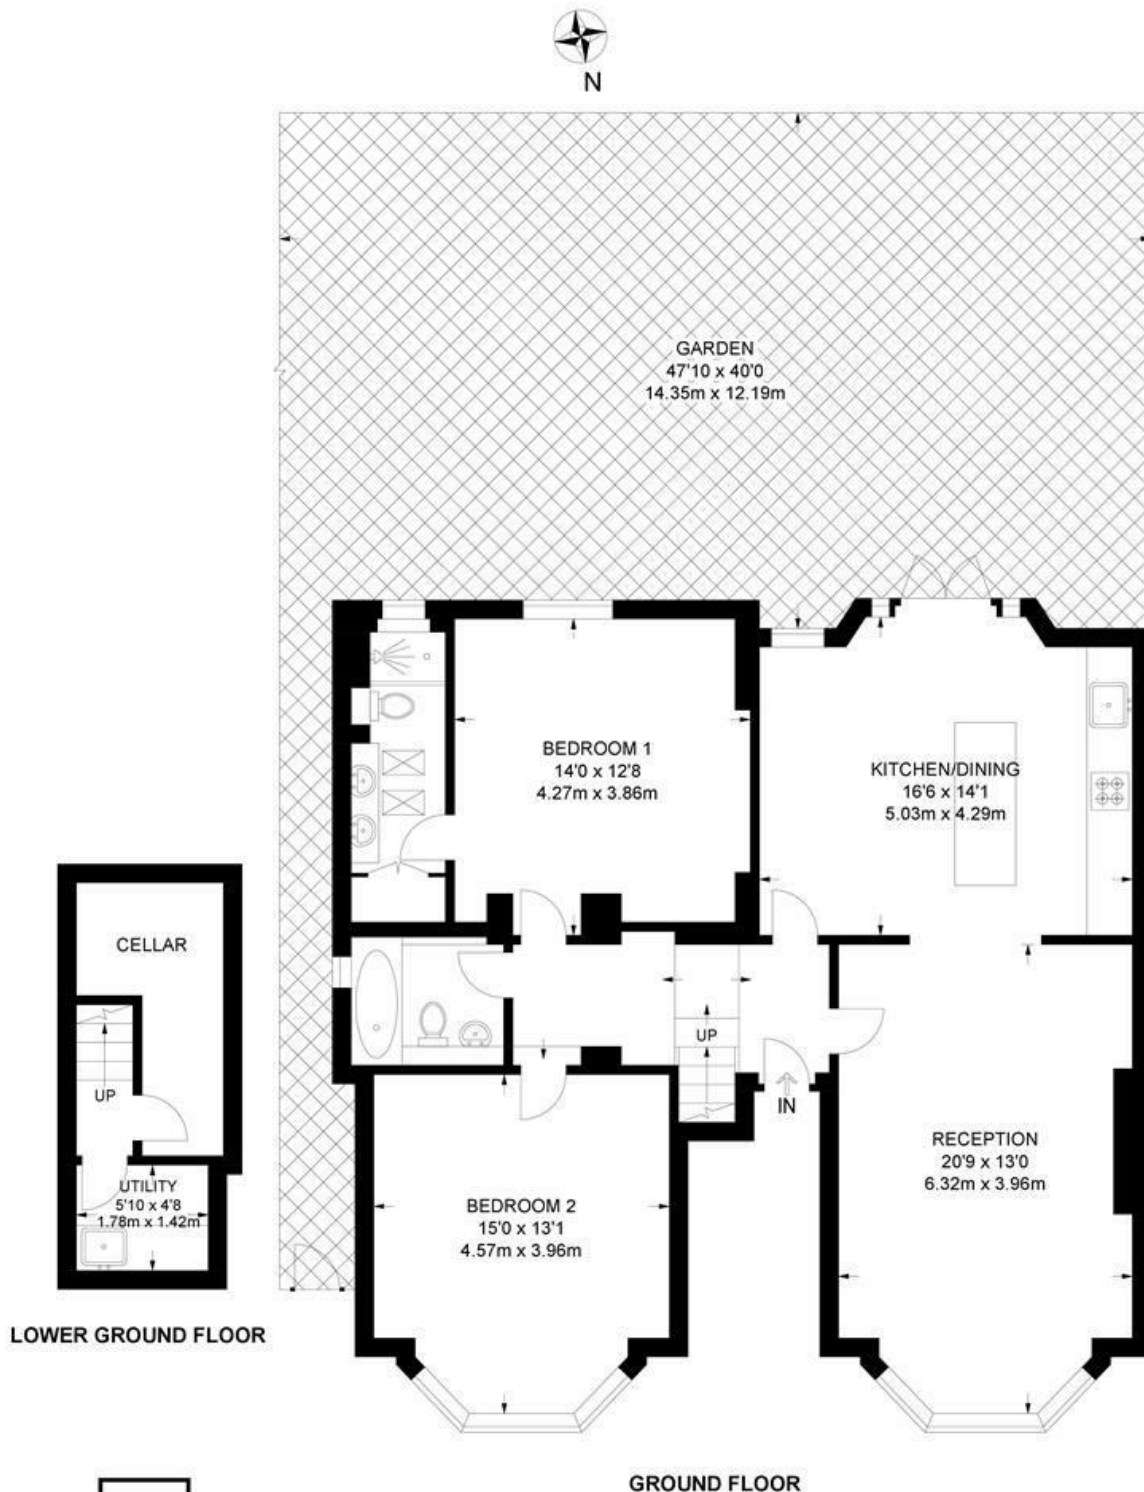 N
GARDEN
47'10 x 40'0
14.35m x 12.19m
BEDROOM 1
14'0 x 12'8
4.27m x 3.86m
KITCHEN/DINING
16'6 x 14'1
5.03m x 4.29m
CELLAR
UP
UTILITY
5'10 x 4'8
1.78m x 1.42m
LOWER GROUND FLOOR
UP
IN
RECEPTION
20'9 x 13'0
6.32m x 3.96m
BEDROOM 2
15'0 x 13'1
4.57m x 3.96m
GROUND FLOOR